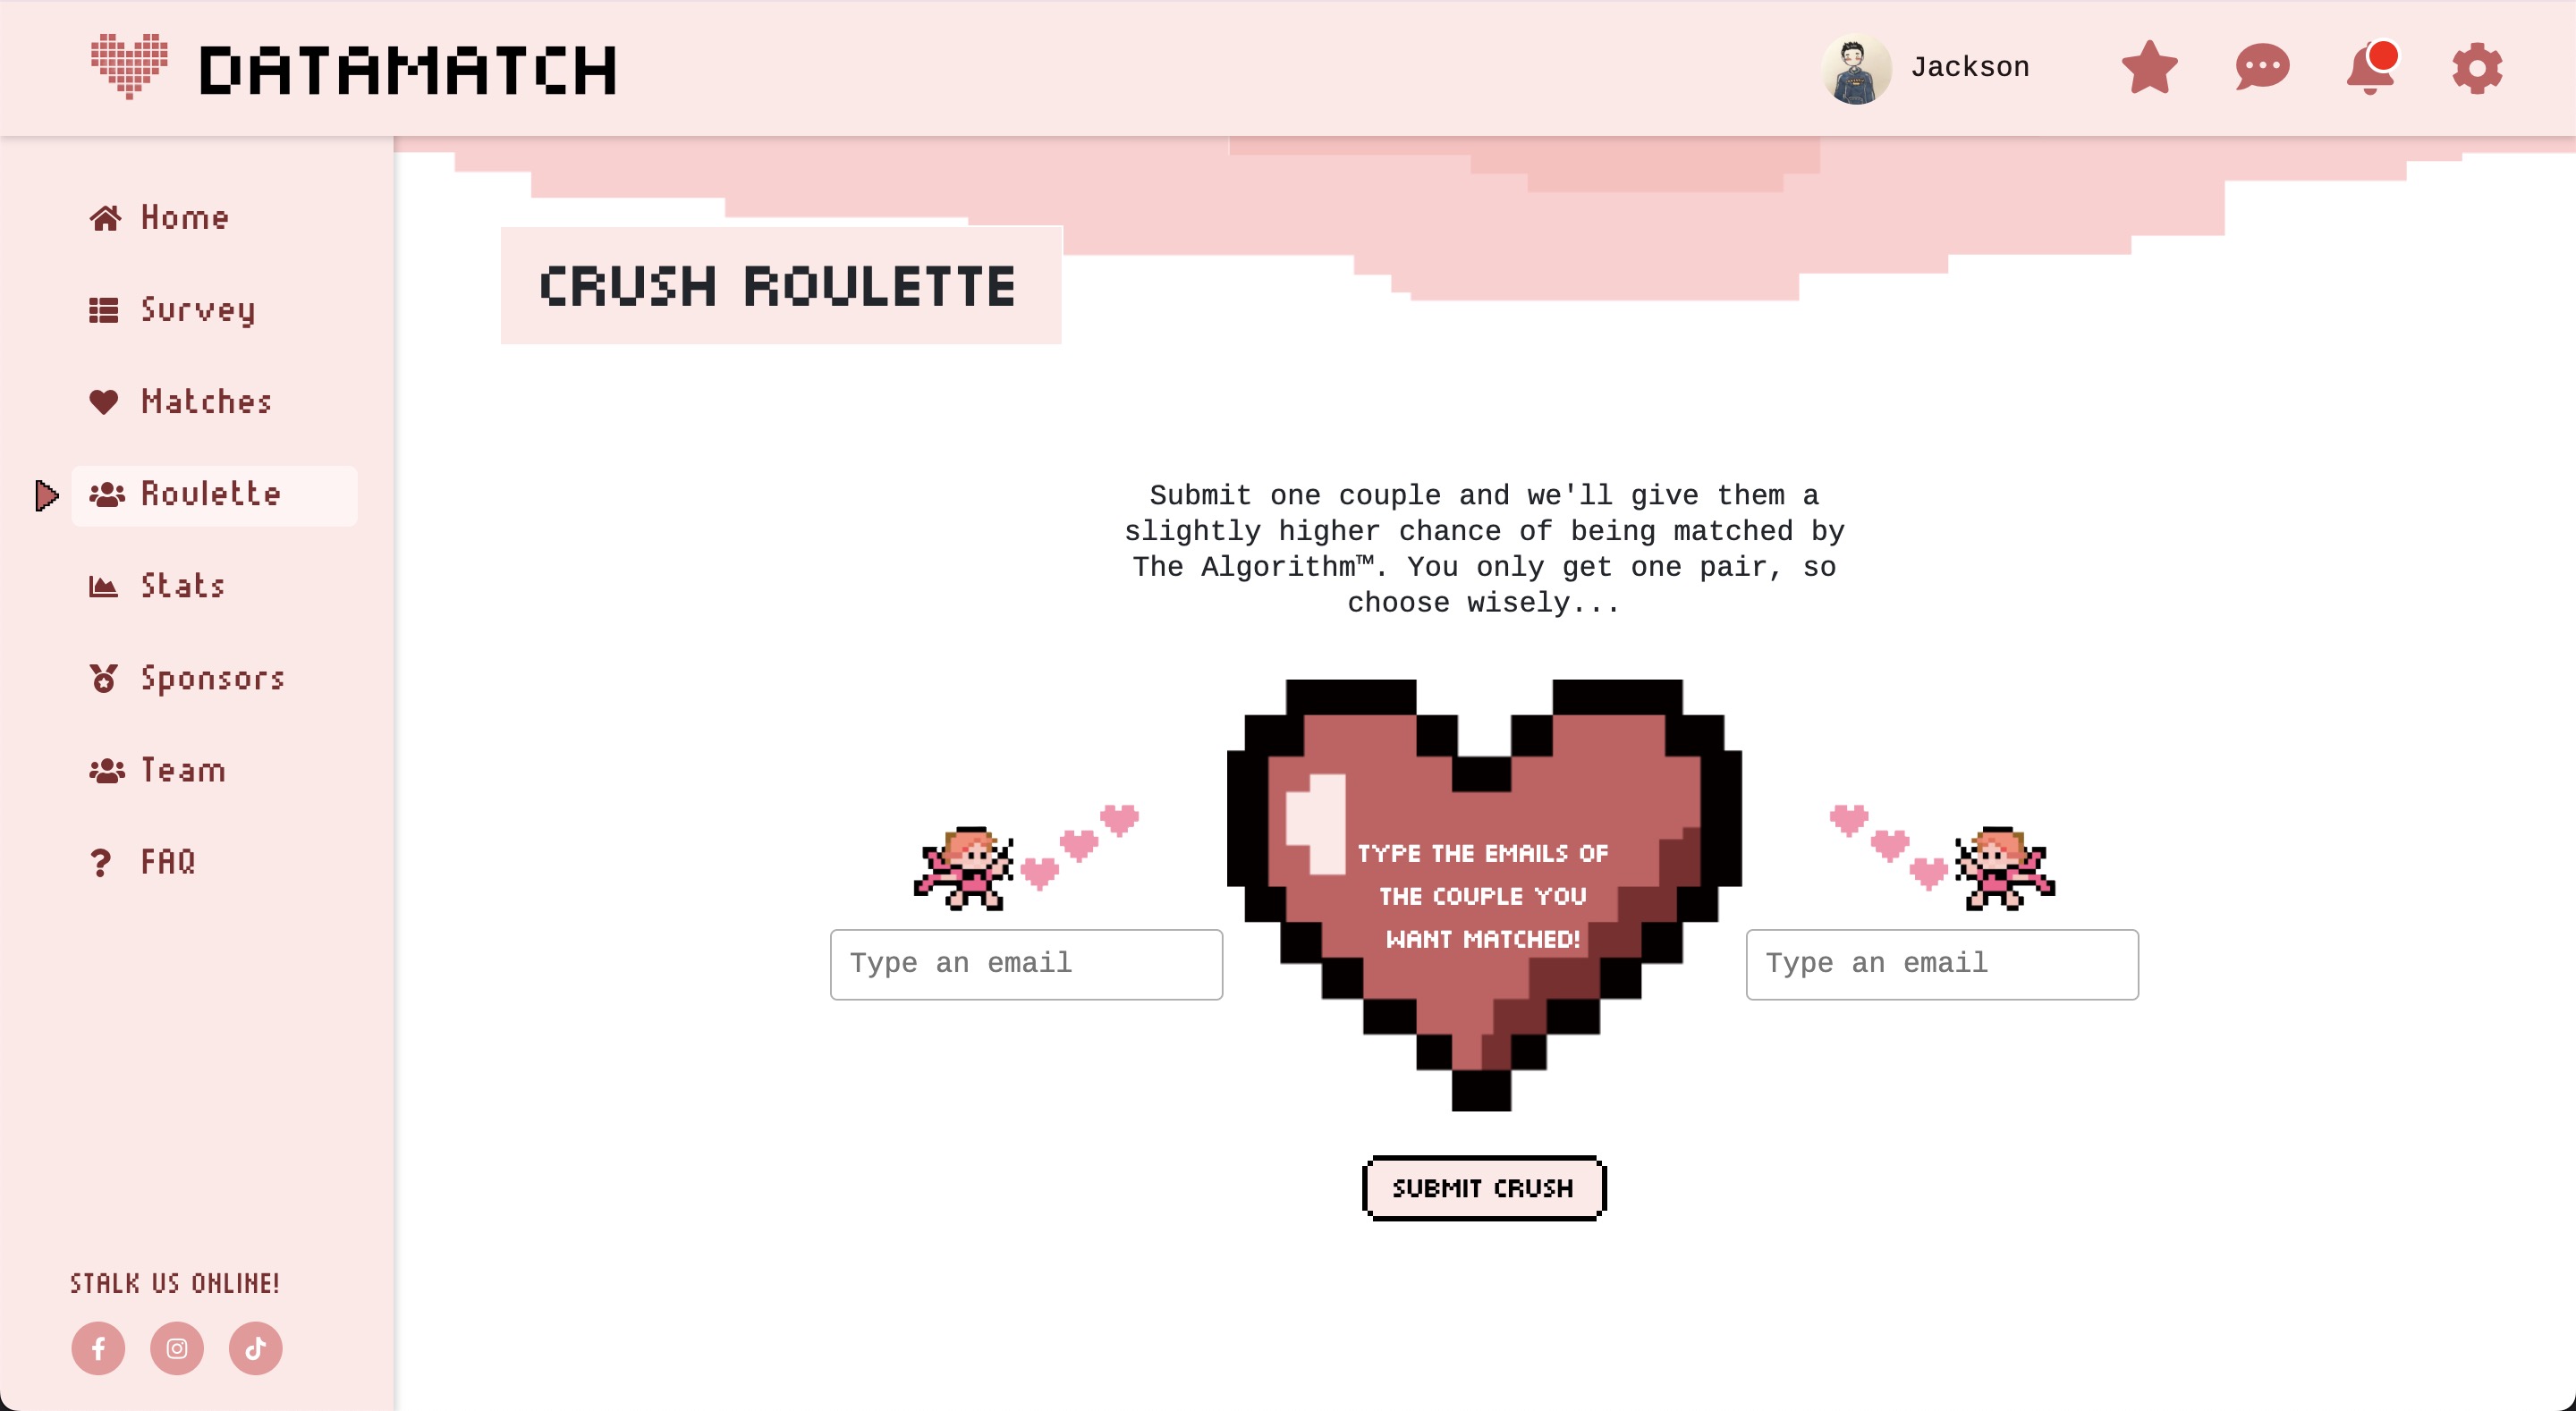 DATAMATCH
Jackson
Home
Survey
Matches
Roulette
Stats
Sponsors
Team
FAQ
STALK US ONLINE!
CRUSH ROULETTE
Submit one couple and we'll give them a
slightly higher chance of being matched by
The Algorithm™. You only get one pair, so
choose wisely...
TYPE THE EMAILS OF
THE COUPLE YOU
WANT MATCHED!
Type an email
Type an email
SUBMIT CRUSH